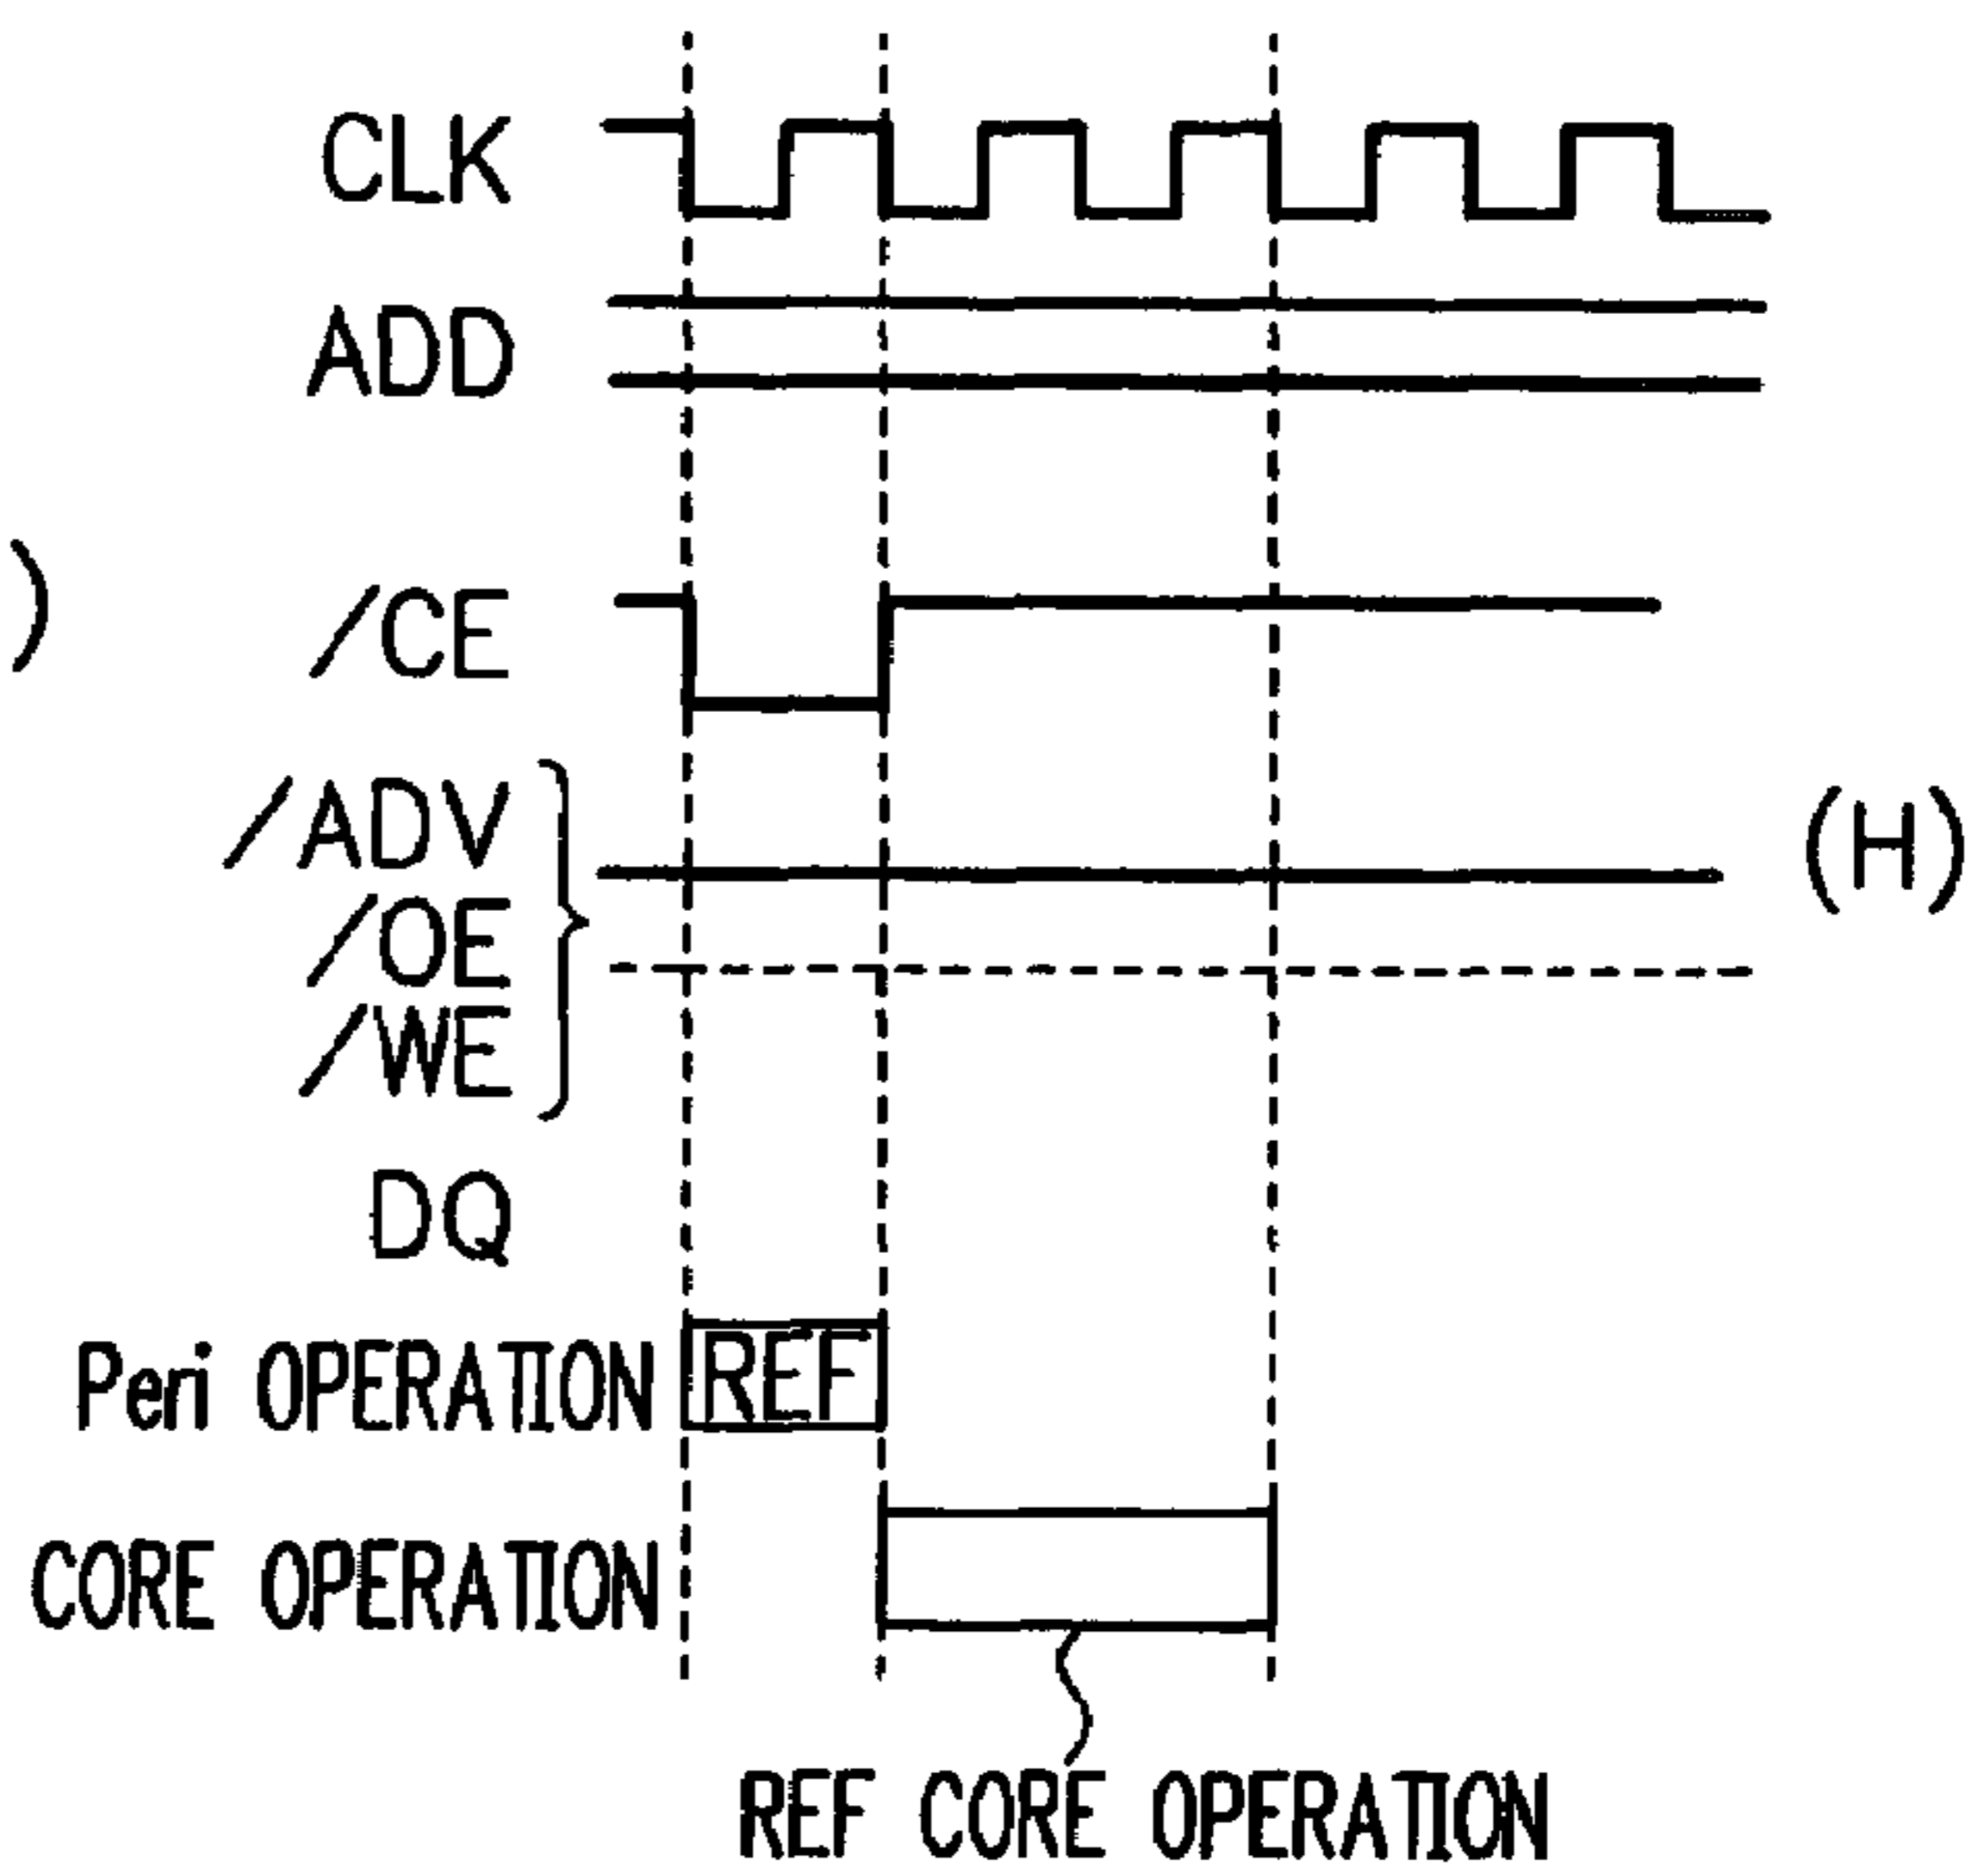 CLK
ADD
)
/CE
/ADV
(H)
/OE
/WE
DQ
Peri OPERATION
REF
CORE OPERATION
REF CORE OPERATION